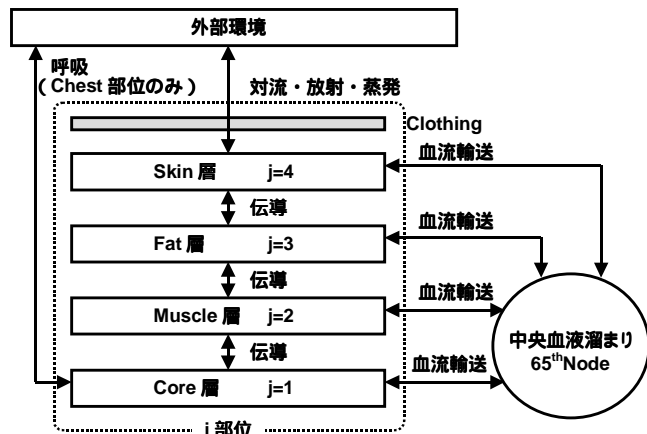 外部環境
呼吸
（Chest 部位のみ）
対流・放射・蒸発
Clothing
血流輸送
Skin 層 j=4
伝導
血流輸送
Fat 層 j=3
伝導
血流輸送
Muscle 層 j=2
中央血液溜まり
65thNode
伝導
血流輸送
Core 層 j=1
i 部位